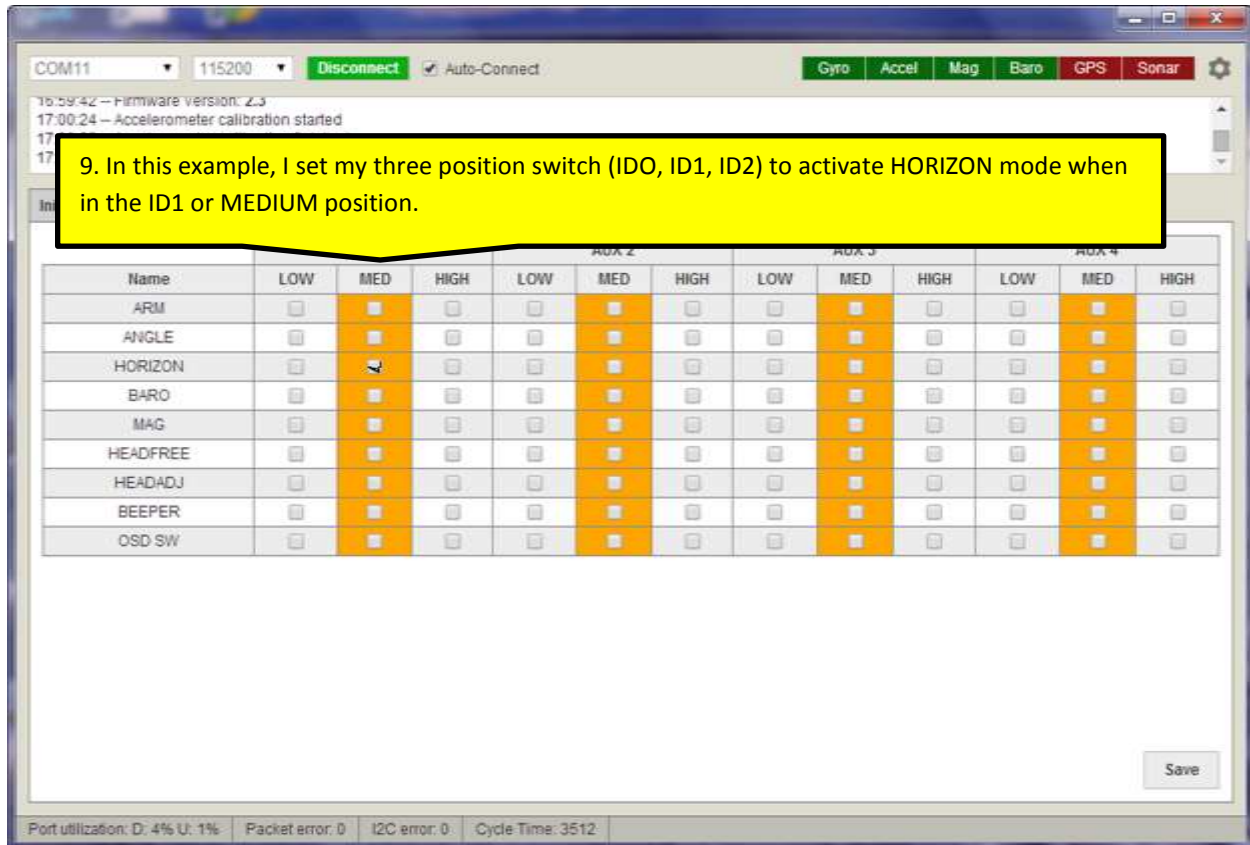 COM11 115200 Disconnect Auto-Connect Gyro Accel Mag Baro GPS Sonar
16:59:42 -- Firmware Version: 2.3
17:00:24 -- Accelerometer calibration started
17
17
9. In this example, I set my three position switch (IDO, ID1, ID2) to activate HORIZON mode when
in the ID1 or MEDIUM position.
Ini
AUX 2 AUX 3 AUX 4
Name LOW MED HIGH LOW MED HIGH LOW MED HIGH LOW MED HIGH
ARM
ANGLE
HORIZON
BARO
MAG
HEADFREE
HEADADJ
BEEPER
OSD SW
Save
Port utilization: D: 4% U: 1% Packet error: 0 I2C error: 0 Cycle Time: 3512